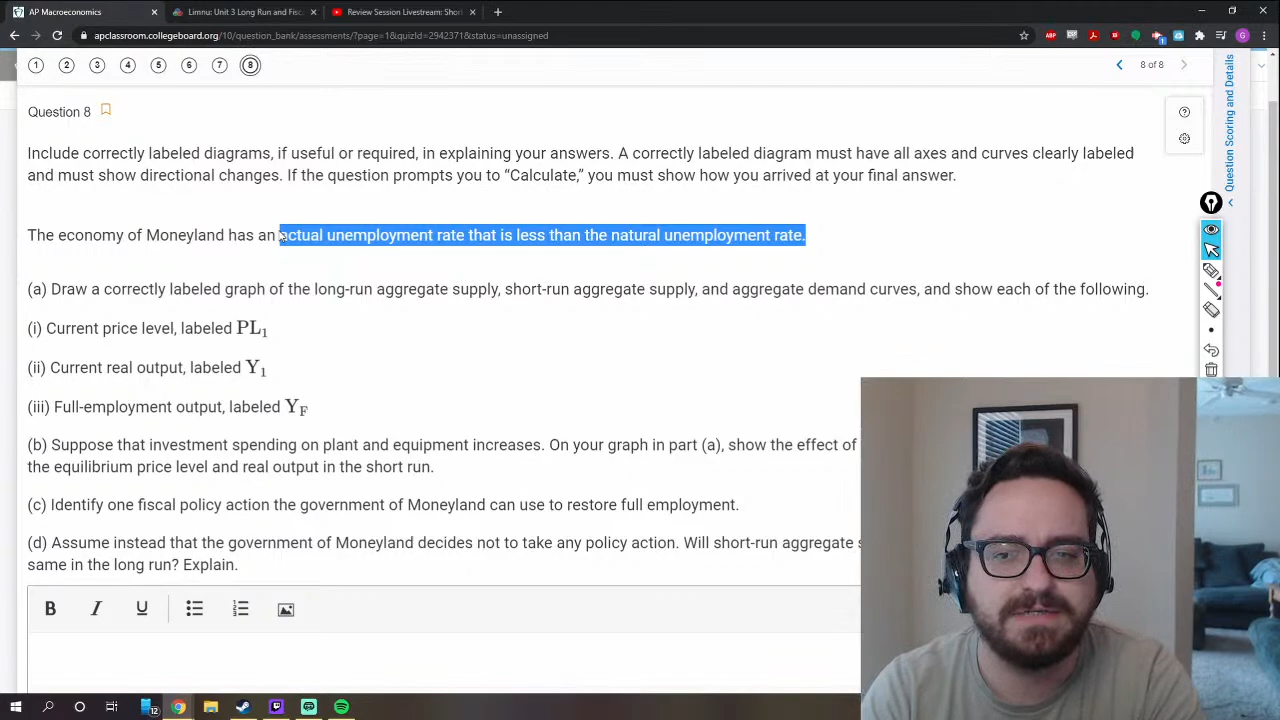 AP Macroeconomics
Limnu: Unit 3 Long Run and Fisc
Review Session Livestream: Short
apclassroom.collegeboard.org/10/question_bank/assessments/?page=1&quizId=2942371&status=unassigned
ABP
G
1 2 3 4 5 6 7 8
8 of 8
Question Scoring and Details
Question 8
Include correctly labeled diagrams, if useful or required, in explaining your answers. A correctly labeled diagram must have all axes and curves clearly labeled
and must show directional changes. If the question prompts you to “Calculate,” you must show how you arrived at your final answer.
The economy of Moneyland has an actual unemployment rate that is less than the natural unemployment rate.
(a) Draw a correctly labeled graph of the long-run aggregate supply, short-run aggregate supply, and aggregate demand curves, and show each of the following.
(i) Current price level, labeled PL1
(ii) Current real output, labeled Y1
(iii) Full-employment output, labeled YF
(b) Suppose that investment spending on plant and equipment increases. On your graph in part (a), show the effect of
the equilibrium price level and real output in the short run.
(c) Identify one fiscal policy action the government of Moneyland can use to restore full employment.
(d) Assume instead that the government of Moneyland decides not to take any policy action. Will short-run aggregate s
same in the long run? Explain.
B I U
12